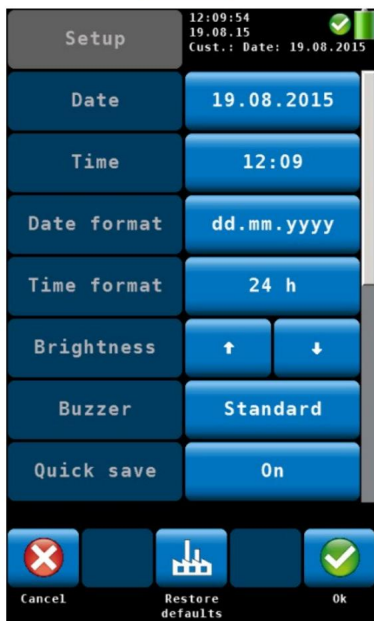 Setup
12:09:54
19.08.15
Cust.: Date: 19.08.2015
Date 19.08.2015
Time 12:09
Date format dd.mm.yyyy
Time format 24 h
Brightness
Buzzer Standard
Quick save On
Cancel Restore defaults Ok